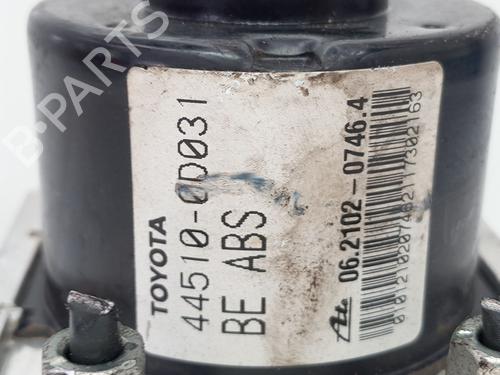 TOYOTA
44510-0D031
BE ABS
Ate 06.2102-0746.4
B-PARTS